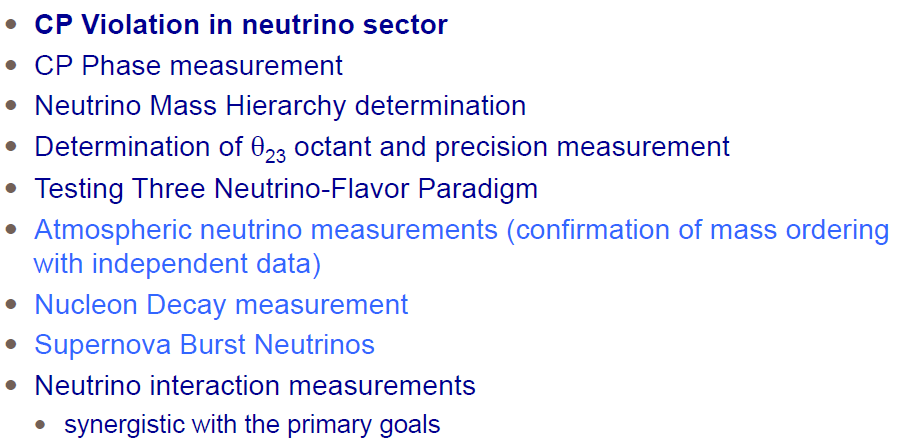 • CP Violation in neutrino sector
• CP Phase measurement
• Neutrino Mass Hierarchy determination
• Determination of θ₂₃ octant and precision measurement
• Testing Three Neutrino-Flavor Paradigm
• Atmospheric neutrino measurements (confirmation of mass ordering
with independent data)
• Nucleon Decay measurement
• Supernova Burst Neutrinos
• Neutrino interaction measurements
• synergistic with the primary goals